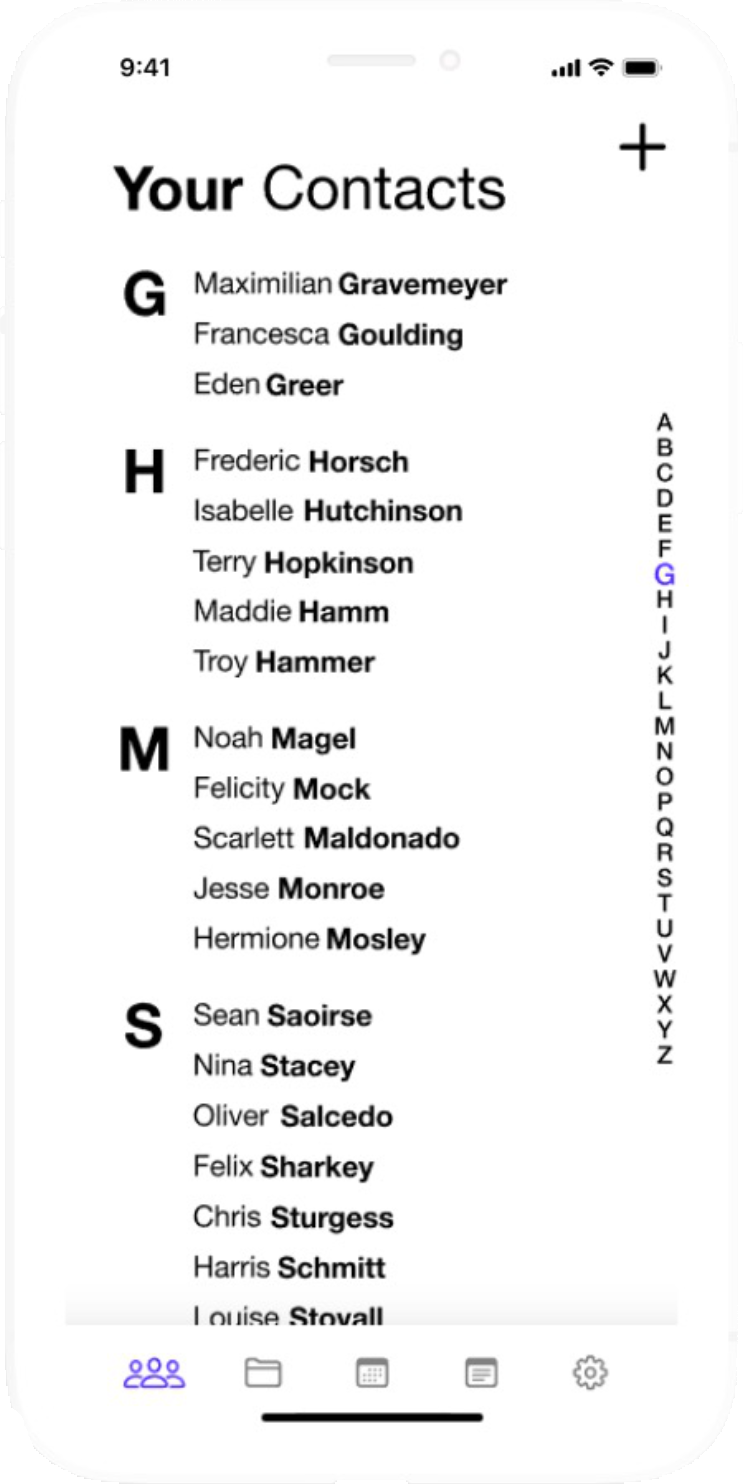 9:41
Your Contacts
G
Maximilian Gravemeyer
Francesca Goulding
Eden Greer
H
Frederic Horsch
Isabelle Hutchinson
Terry Hopkinson
Maddie Hamm
Troy Hammer
M
Noah Magel
Felicity Mock
Scarlett Maldonado
Jesse Monroe
Hermione Mosley
S
Sean Saoirse
Nina Stacey
Oliver Salcedo
Felix Sharkey
Chris Sturgess
Harris Schmitt
Louise Stovall
A
B
C
D
E
F
G
H
I
J
K
L
M
N
O
P
Q
R
S
T
U
V
W
X
Y
Z